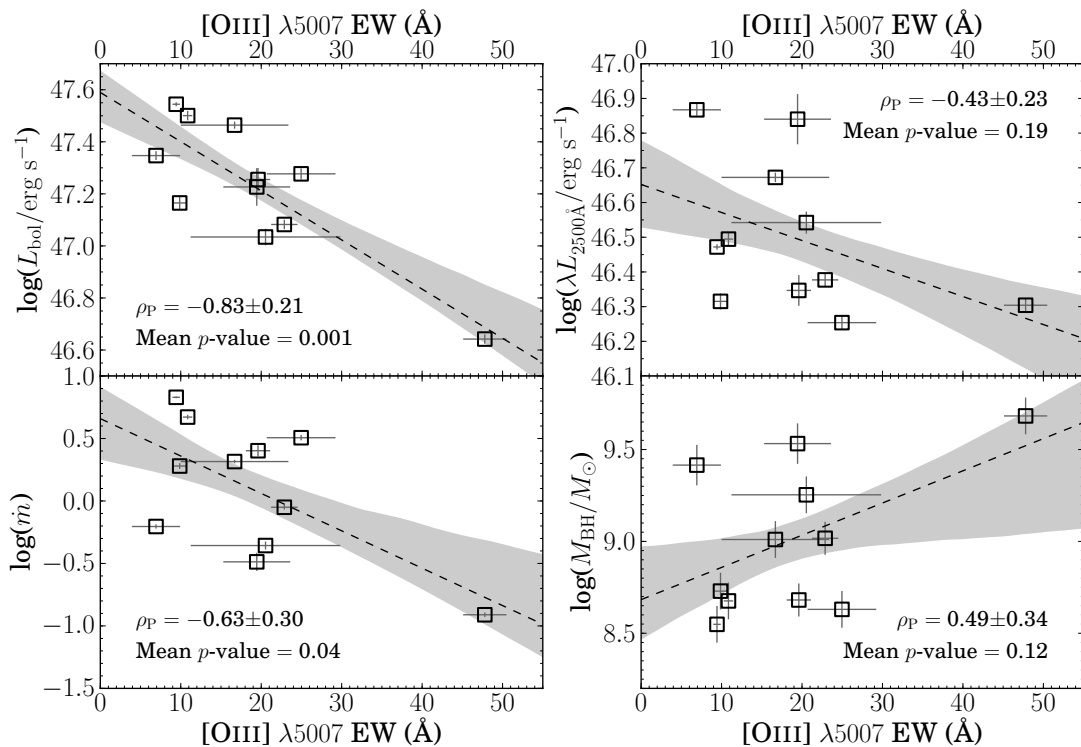 [OIII] λ5007 EW (Å)
[OIII] λ5007 EW (Å)
0 10 20 30 40 50
0 10 20 30 40 50
47.6
47.4
47.2
47.0
46.8
46.6
log(L_bol/erg s⁻¹)
ρ_P = −0.83±0.21
Mean p-value = 0.001
47.0
46.9
46.8
46.7
46.6
46.5
46.4
46.3
46.2
46.1
log(λL_2500Å/erg s⁻¹)
ρ_P = −0.43±0.23
Mean p-value = 0.19
1.0
0.5
0.0
−0.5
−1.0
−1.5
log(ṁ)
ρ_P = −0.63±0.30
Mean p-value = 0.04
9.5
9.0
8.5
log(M_BH/M_⊙)
ρ_P = 0.49±0.34
Mean p-value = 0.12
0 10 20 30 40 50
0 10 20 30 40 50
[OIII] λ5007 EW (Å)
[OIII] λ5007 EW (Å)